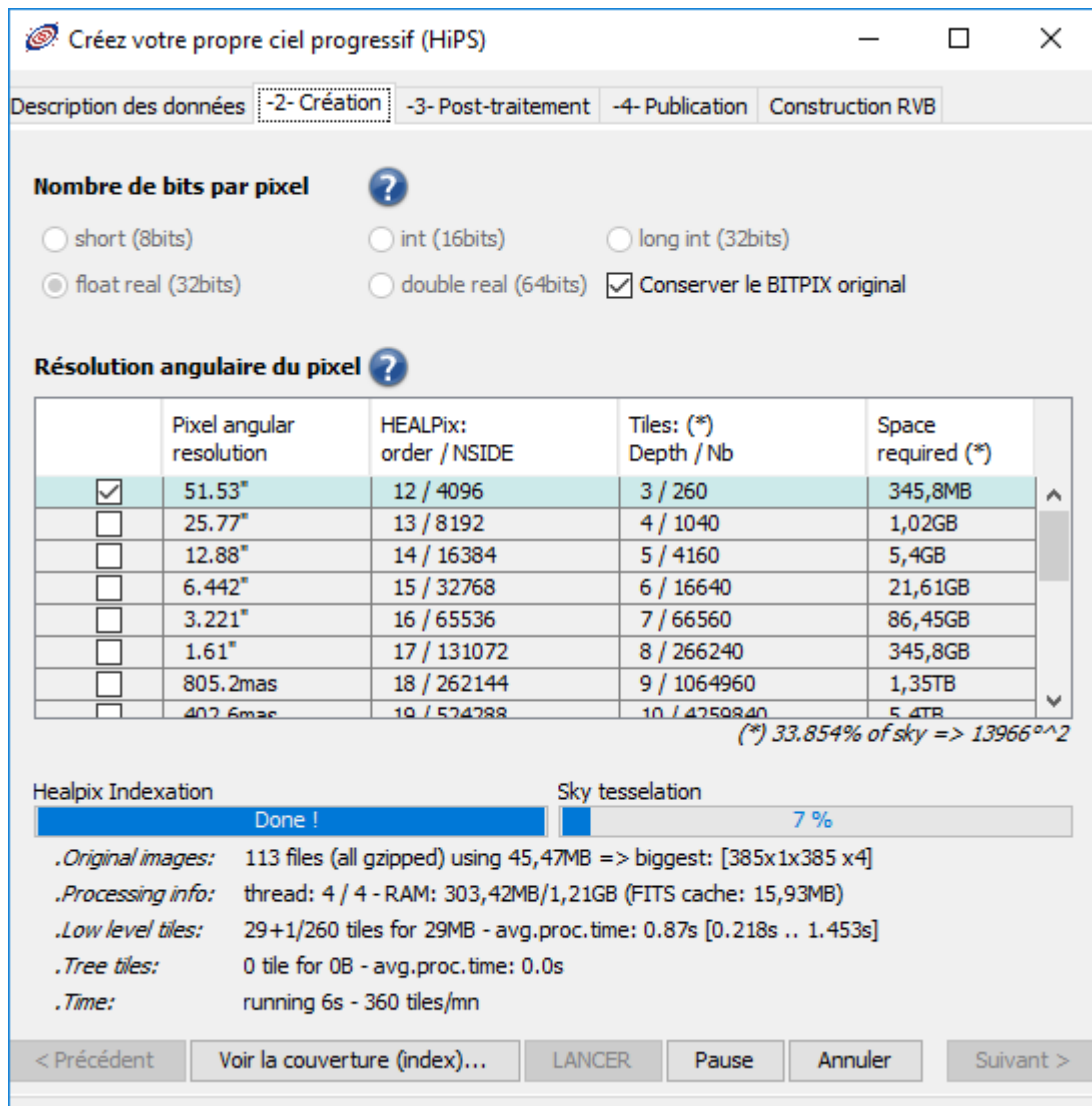 Créez votre propre ciel progressif (HiPS)
Description des données -2- Création -3- Post-traitement -4- Publication Construction RVB
Nombre de bits par pixel ?
short (8bits) int (16bits) long int (32bits)
float real (32bits) double real (64bits) Conserver le BITPIX original
Résolution angulaire du pixel ?
Pixel angular HEALPix: Tiles: (*) Space
resolution order / NSIDE Depth / Nb required (*)
51.53" 12 / 4096 3 / 260 345,8MB
25.77" 13 / 8192 4 / 1040 1,02GB
12.88" 14 / 16384 5 / 4160 5,4GB
6.442" 15 / 32768 6 / 16640 21,61GB
3.221" 16 / 65536 7 / 66560 86,45GB
1.61" 17 / 131072 8 / 266240 345,8GB
805.2mas 18 / 262144 9 / 1064960 1,35TB
402.6mas 19 / 524288 10 / 4259840 5,4TB
(*) 33.854% of sky => 13966°^2
Healpix Indexation Sky tesselation
Done ! 7 %
.Original images: 113 files (all gzipped) using 45,47MB => biggest: [385x1x385 x4]
.Processing info: thread: 4 / 4 - RAM: 303,42MB/1,21GB (FITS cache: 15,93MB)
.Low level tiles: 29+1/260 tiles for 29MB - avg.proc.time: 0.87s [0.218s .. 1.453s]
.Tree tiles: 0 tile for 0B - avg.proc.time: 0.0s
.Time: running 6s - 360 tiles/mn
< Précédent Voir la couverture (index)... LANCER Pause Annuler Suivant >